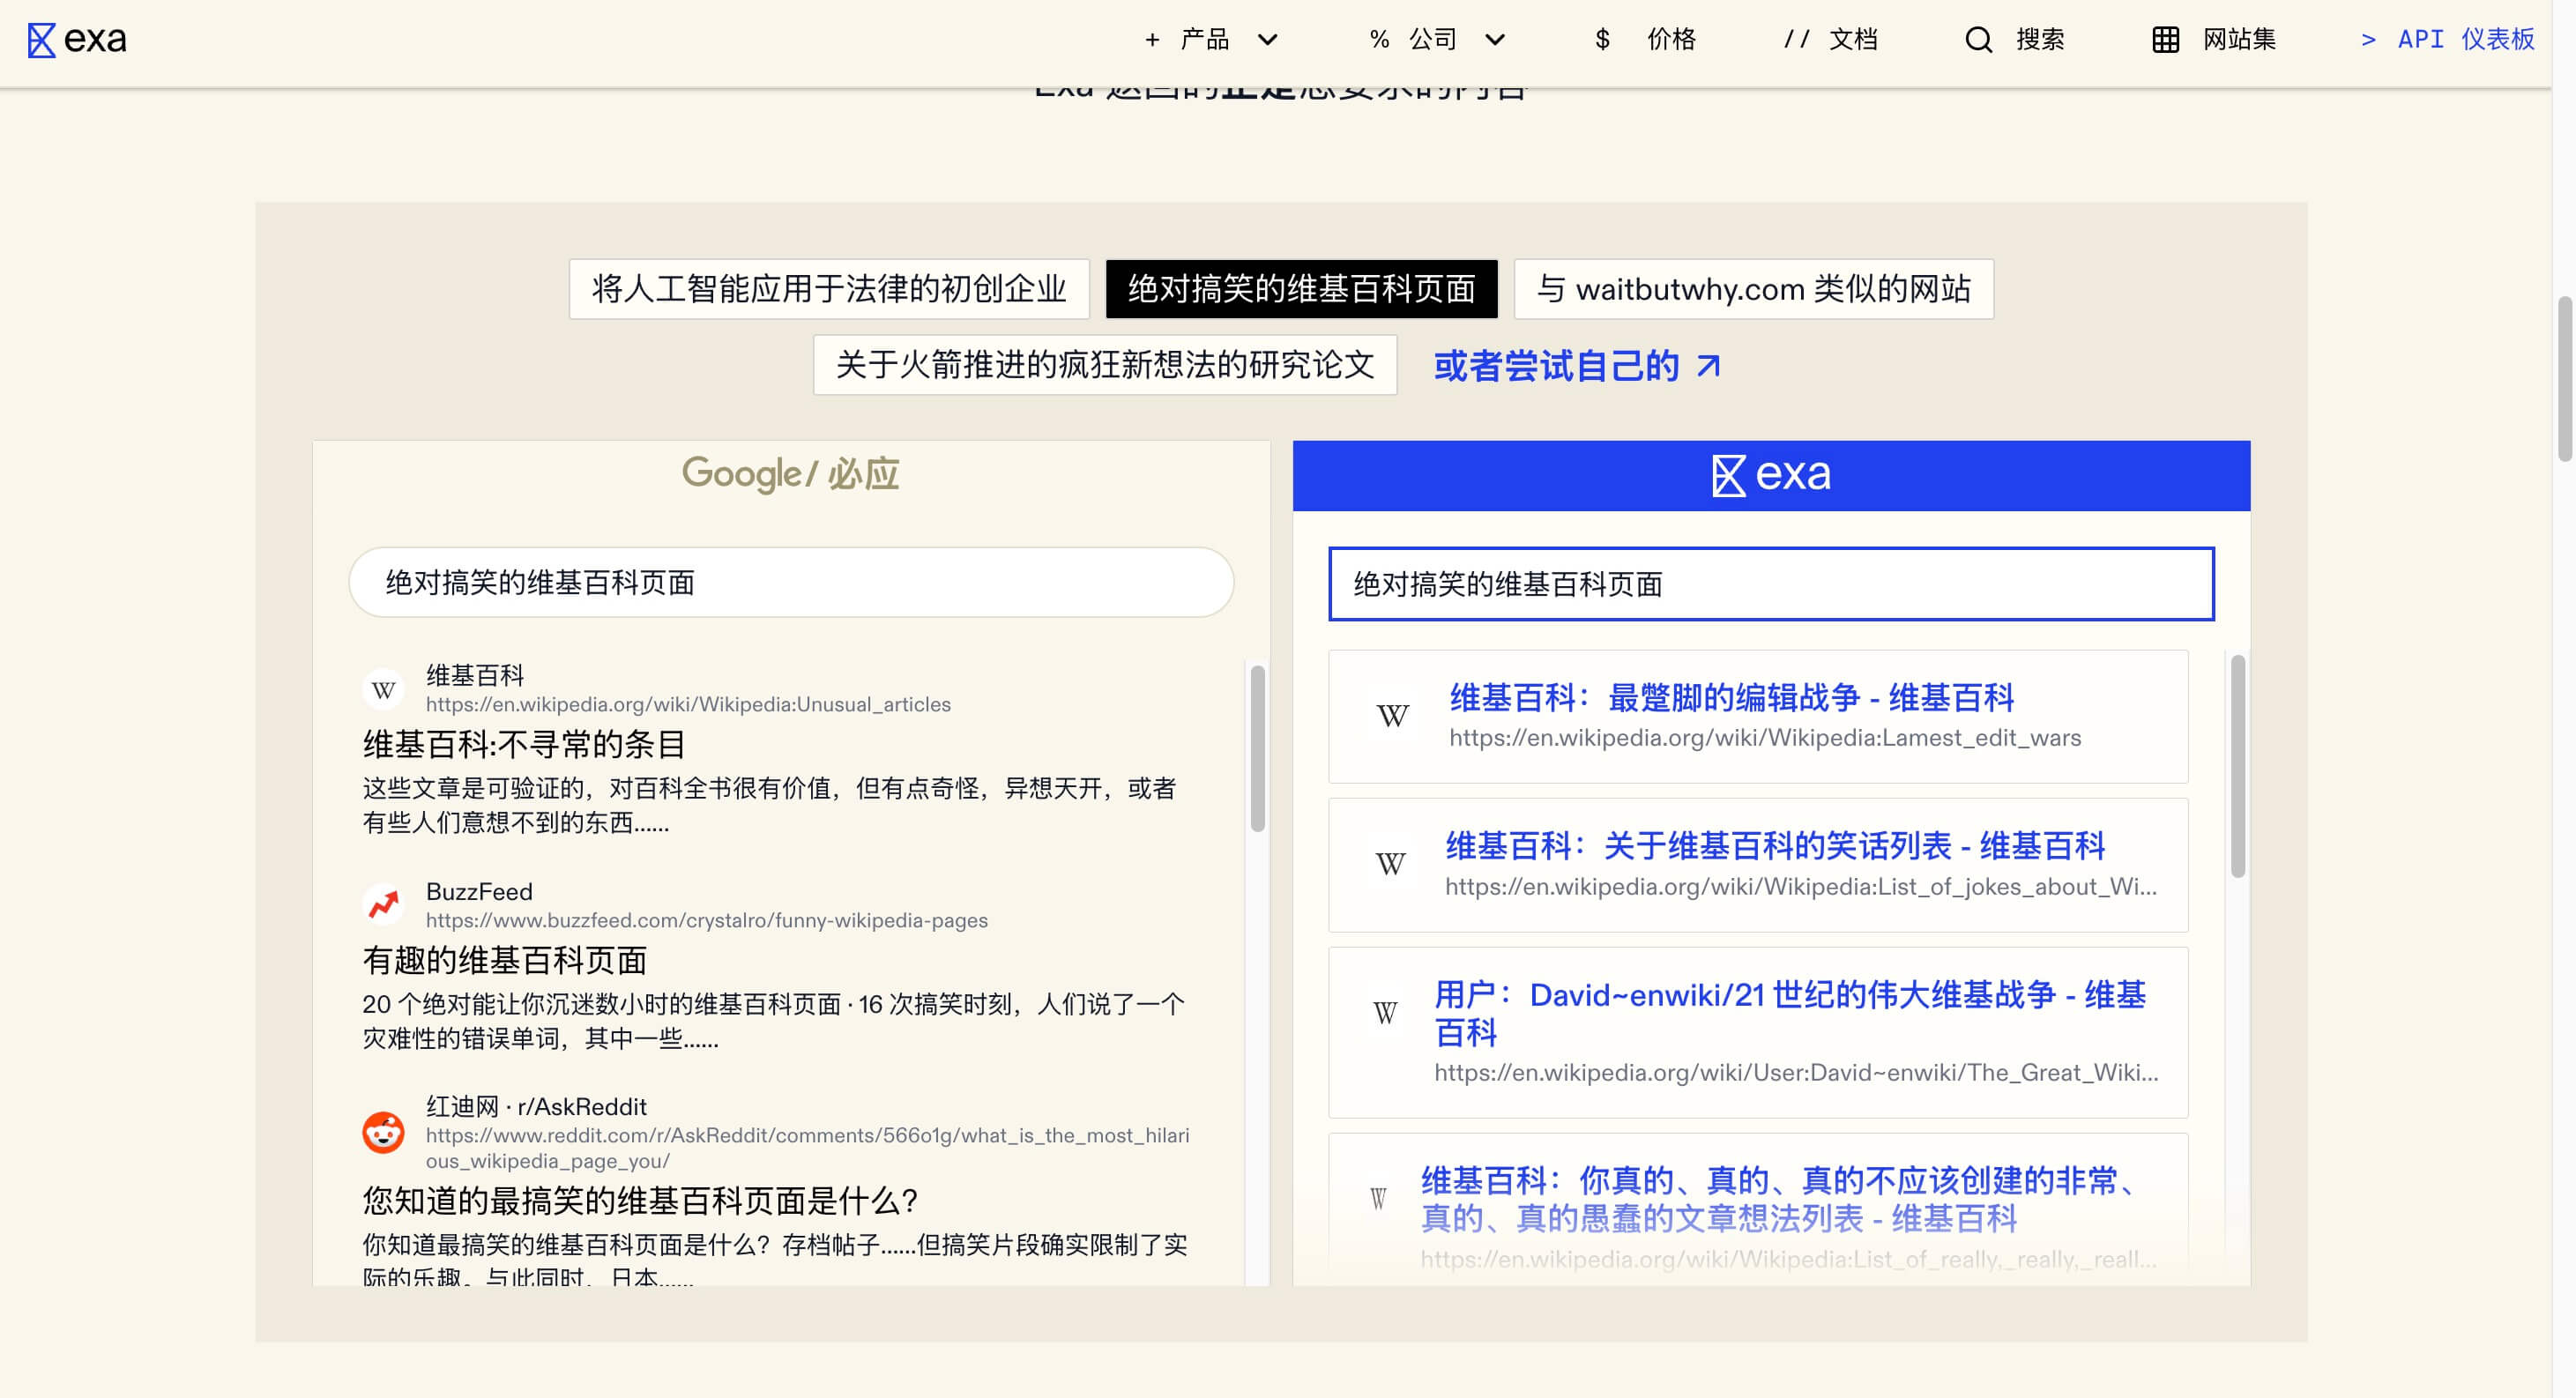 exa
+ 产品
% 公司
$ 价格
// 文档
搜索
网站集
> API 仪表板
Exa 返回的正是您要求的内容
将人工智能应用于法律的初创企业
绝对搞笑的维基百科页面
与 waitbutwhy.com 类似的网站
关于火箭推进的疯狂新想法的研究论文
或者尝试自己的
Google/ 必应
绝对搞笑的维基百科页面
维基百科
https://en.wikipedia.org/wiki/Wikipedia:Unusual_articles
维基百科:不寻常的条目
这些文章是可验证的，对百科全书很有价值，但有点奇怪，异想天开，或者
有些人们意想不到的东西……
BuzzFeed
https://www.buzzfeed.com/crystalro/funny-wikipedia-pages
有趣的维基百科页面
20 个绝对能让你沉迷数小时的维基百科页面 · 16 次搞笑时刻，人们说了一个
灾难性的错误单词，其中一些……
红迪网 · r/AskReddit
https://www.reddit.com/r/AskReddit/comments/566o1g/what_is_the_most_hilari
ous_wikipedia_page_you/
您知道的最搞笑的维基百科页面是什么？
你知道最搞笑的维基百科页面是什么？存档帖子……但搞笑片段确实限制了实
际的乐趣。与此同时，日本……
exa
绝对搞笑的维基百科页面
维基百科：最蹩脚的编辑战争 - 维基百科
https://en.wikipedia.org/wiki/Wikipedia:Lamest_edit_wars
维基百科：关于维基百科的笑话列表 - 维基百科
https://en.wikipedia.org/wiki/Wikipedia:List_of_jokes_about_Wi...
用户：David~enwiki/21 世纪的伟大维基战争 - 维基
百科
https://en.wikipedia.org/wiki/User:David~enwiki/The_Great_Wiki...
维基百科：你真的、真的、真的不应该创建的非常、
真的、真的愚蠢的文章想法列表 - 维基百科
https://en.wikipedia.org/wiki/Wikipedia:List_of_really,_really,_reall...